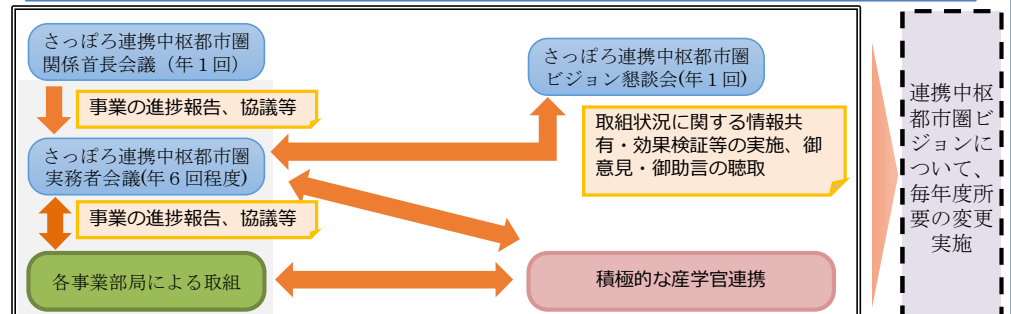 さっぽろ連携中枢都市圏
関係首長会議（年１回）
事業の進捗報告、協議等
さっぽろ連携中枢都市圏
実務者会議(年６回程度)
事業の進捗報告、協議等
各事業部局による取組
さっぽろ連携中枢都市圏
ビジョン懇談会(年１回)
取組状況に関する情報共
有・効果検証等の実施、御
意見・御助言の聴取
積極的な産学官連携
連携中枢
都市圏ビ
ジョンに
ついて、
毎年度所
要の変更
実施